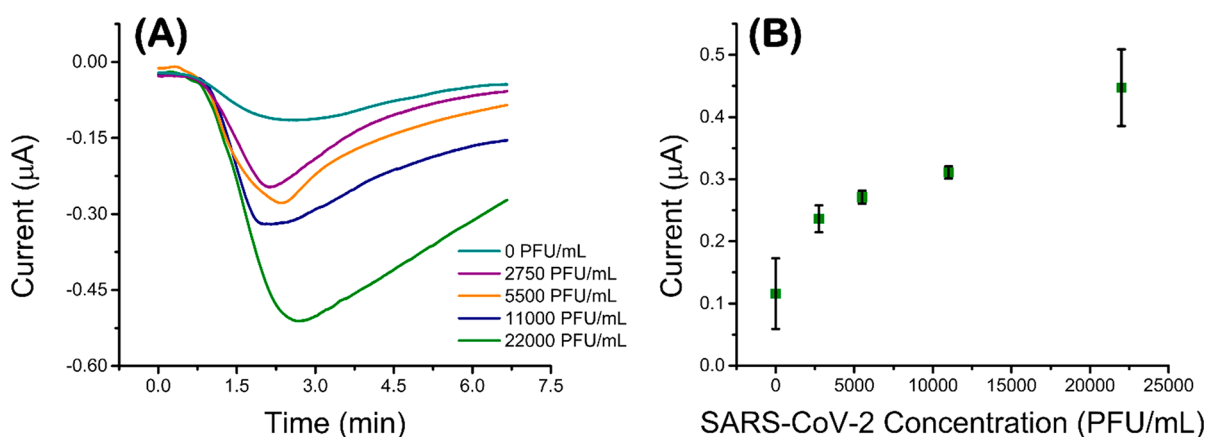 (A)
0.00
-0.15
-0.30
-0.45
-0.60
Current (μA)
0 PFU/mL
2750 PFU/mL
5500 PFU/mL
11000 PFU/mL
22000 PFU/mL
0.0 1.5 3.0 4.5 6.0 7.5
Time (min)
(B)
0.5
0.4
0.3
0.2
0.1
0.0
Current (μA)
0 5000 10000 15000 20000 25000
SARS-CoV-2 Concentration (PFU/mL)